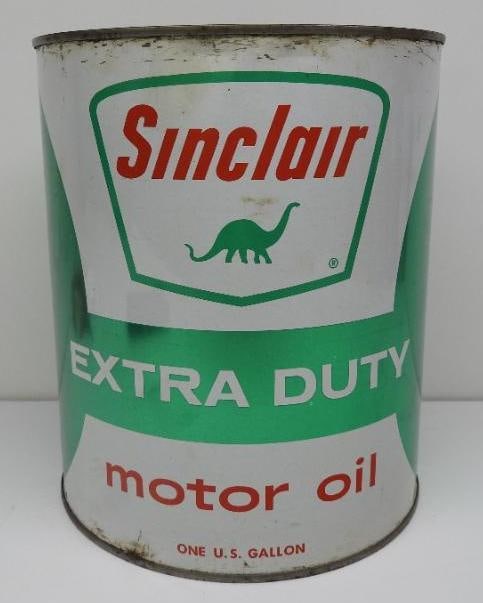 Sinclair
®
EXTRA DUTY
motor oil
ONE U.S. GALLON